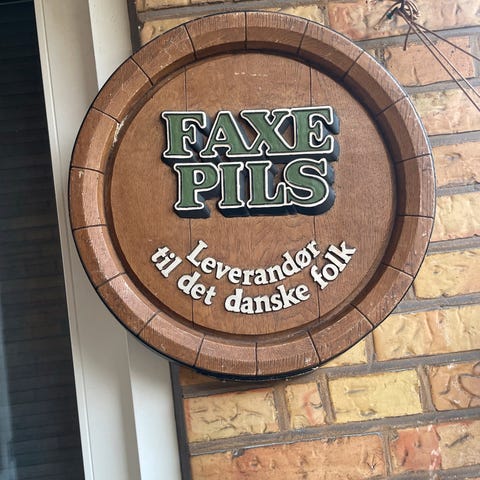 FAXE
PILS
Leverandør
til det danske folk